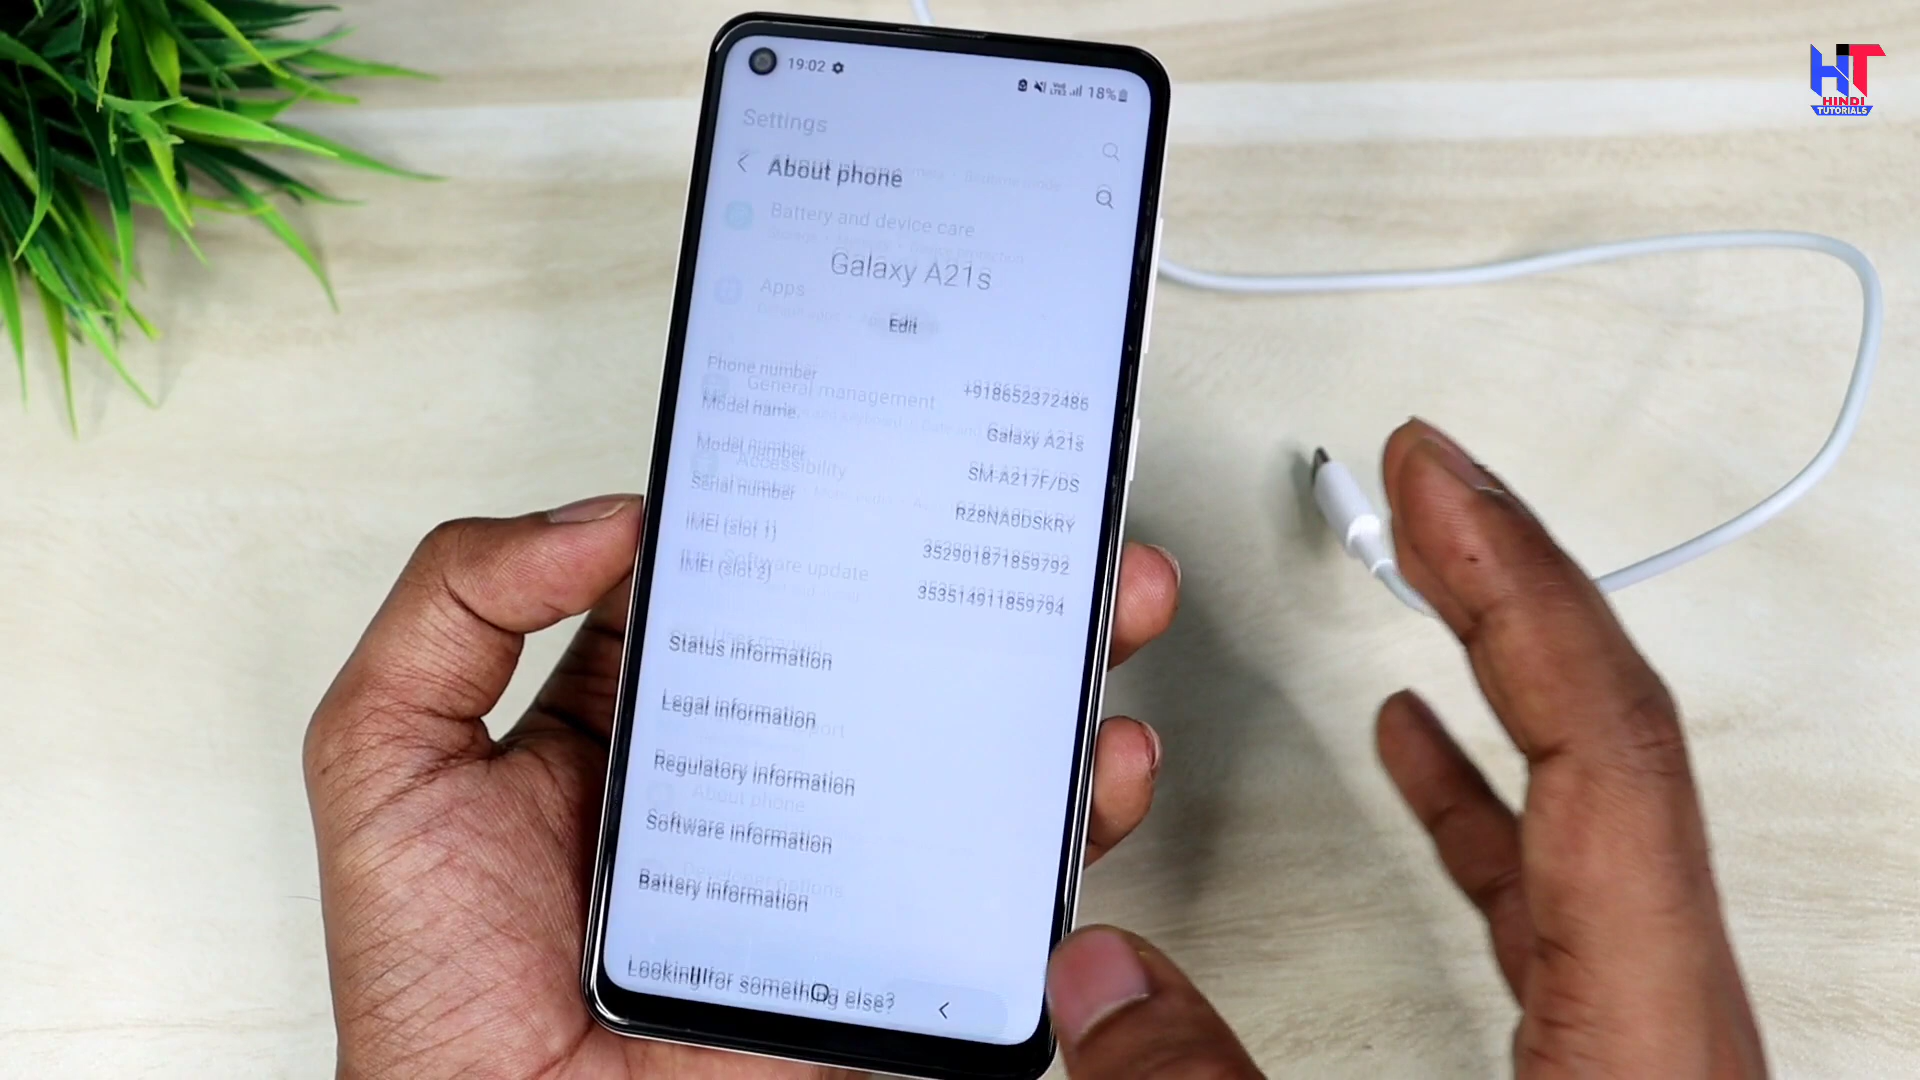 HT
HINDI
TUTORIALS
19:02
18%
Settings
About phone
Battery and device care
Galaxy A21s
Apps
Edit
Phone number
+918652372486
General management
Model name
Galaxy A21s
Model number
SM-A217F/DS
Accessibility
Serial number
IMEI (slot 1)
352901871859792
Software update
IMEI (slot 2)
353514911859794
Status information
Legal information
Regulatory information
About phone
Software information
Developer options
Battery information
Looking for something else?